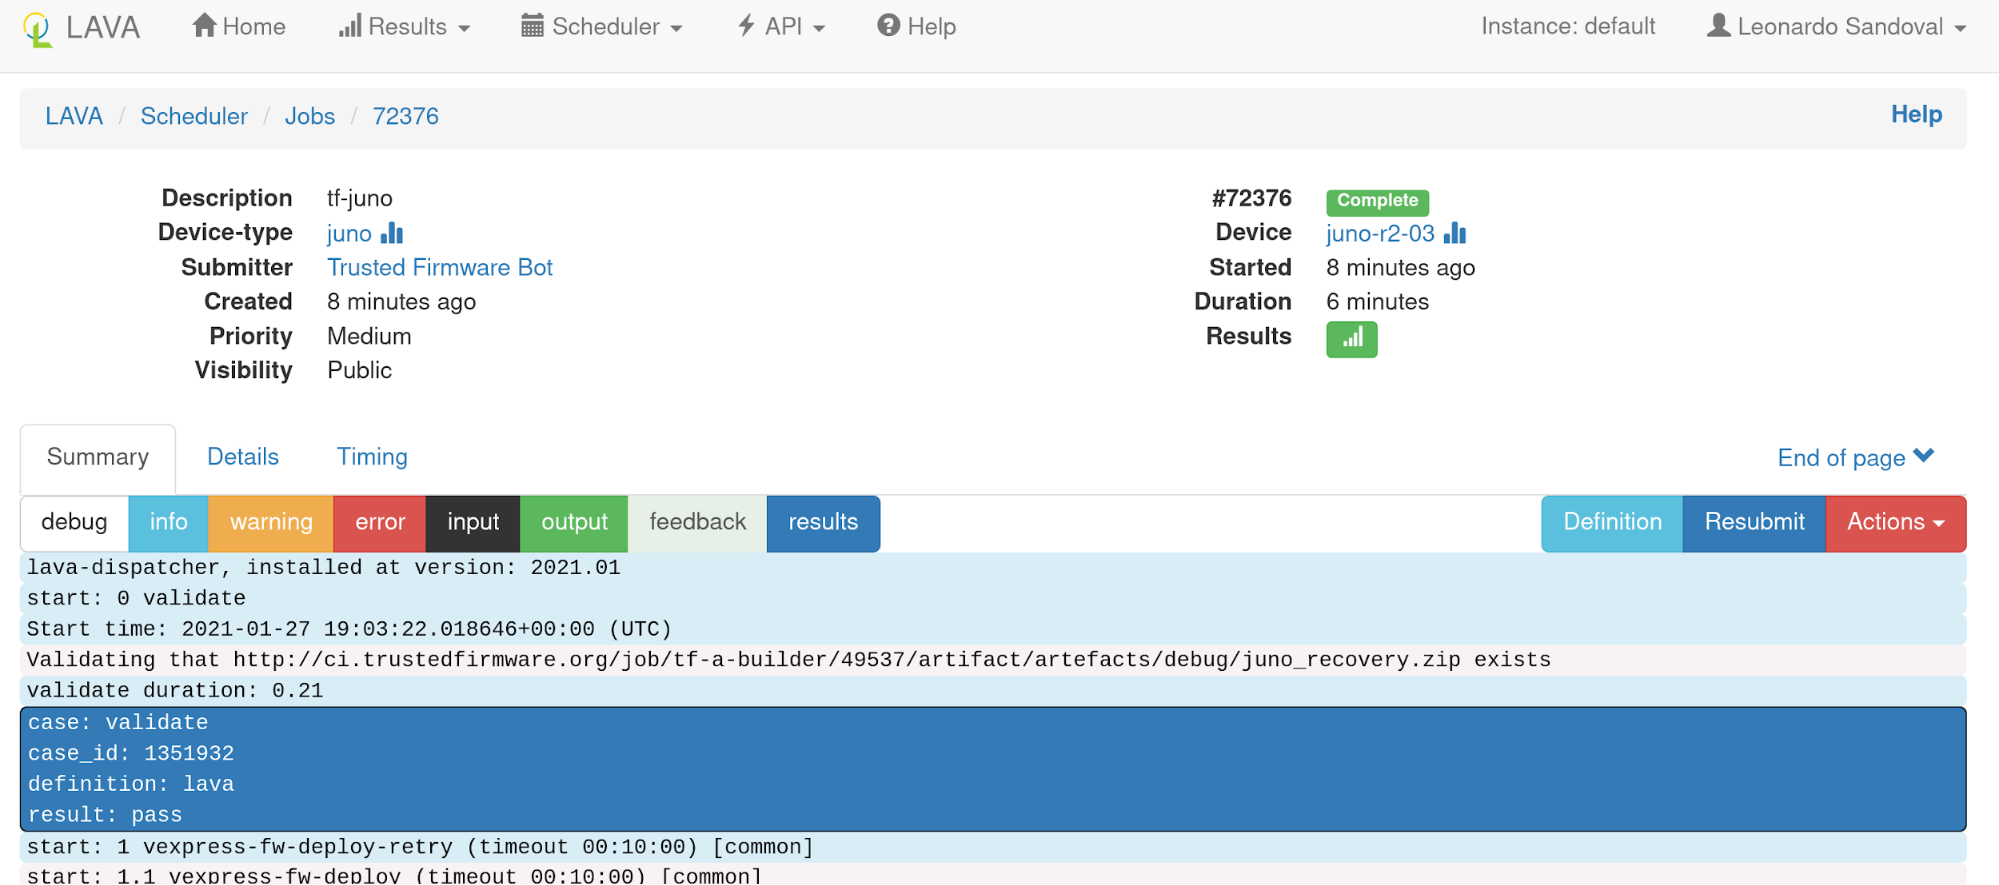 LAVA Home Results Scheduler API Help Instance: default Leonardo Sandoval
LAVA / Scheduler / Jobs / 72376 Help
Description tf-juno #72376 Complete
Device-type juno Device juno-r2-03
Submitter Trusted Firmware Bot Started 8 minutes ago
Created 8 minutes ago Duration 6 minutes
Priority Medium Results
Visibility Public
Summary Details Timing End of page
debug info warning error input output feedback results Definition Resubmit Actions
lava-dispatcher, installed at version: 2021.01
start: 0 validate
Start time: 2021-01-27 19:03:22.018646+00:00 (UTC)
Validating that http://ci.trustedfirmware.org/job/tf-a-builder/49537/artifact/artefacts/debug/juno_recovery.zip exists
validate duration: 0.21
case: validate
case_id: 1351932
definition: lava
result: pass
start: 1 vexpress-fw-deploy-retry (timeout 00:10:00) [common]
start: 1.1 vexpress-fw-deploy (timeout 00:10:00) [common]